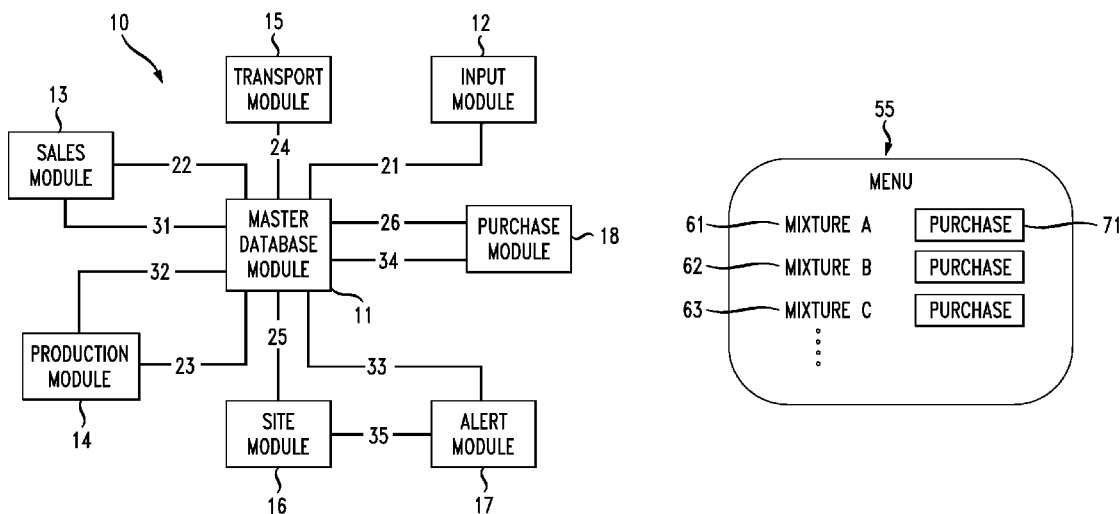 10
15
12
TRANSPORT
MODULE
INPUT
MODULE
13
SALES
MODULE
22
24
21
31
MASTER
DATABASE
MODULE
26
34
PURCHASE
MODULE
18
32
11
PRODUCTION
MODULE
23
25
33
14
SITE
MODULE
35
ALERT
MODULE
16
17
55
MENU
61 MIXTURE A PURCHASE 71
62 MIXTURE B PURCHASE
63 MIXTURE C PURCHASE